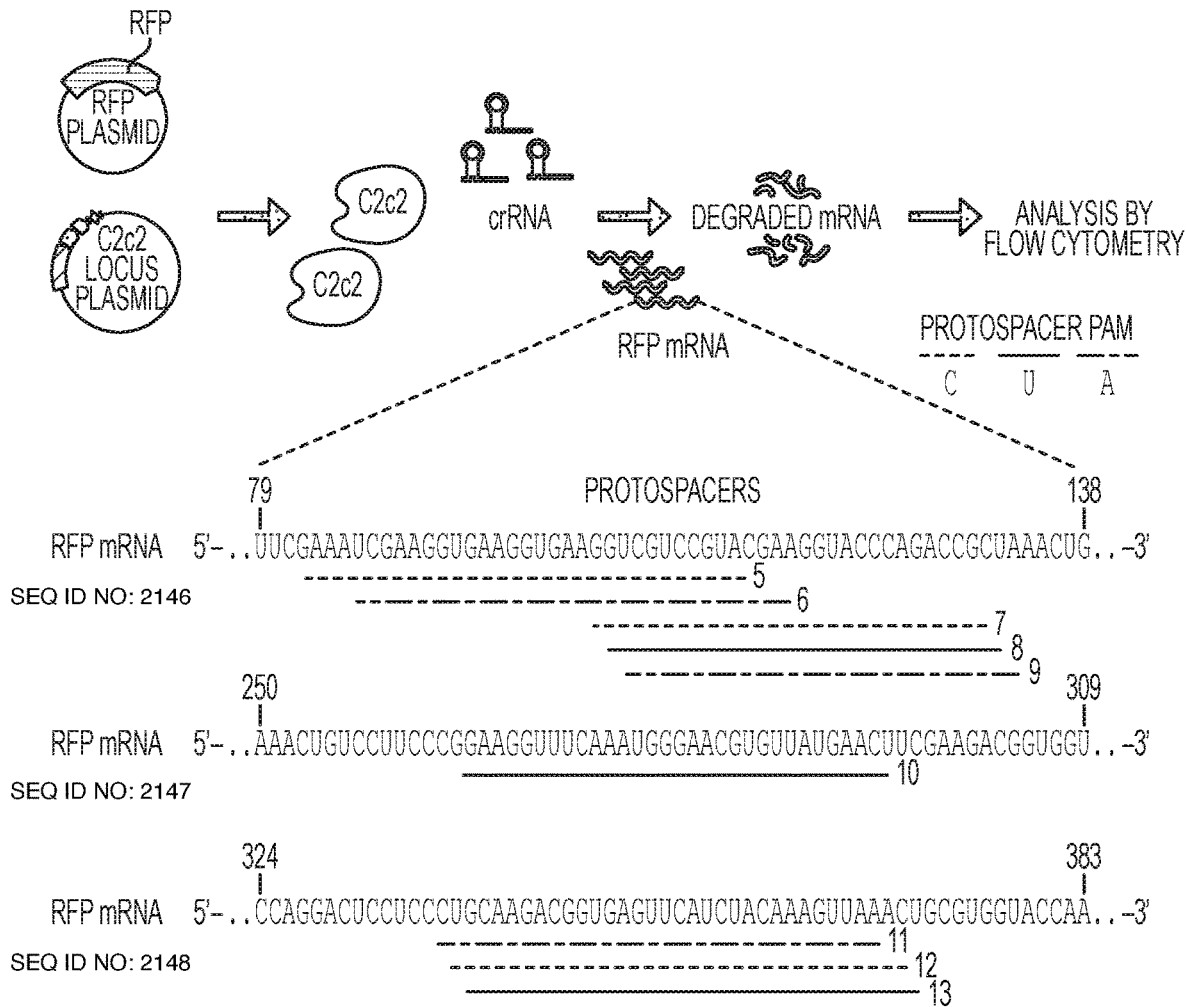 RFP
RFP
PLASMID
C2c2
LOCUS
PLASMID
C2c2
C2c2
crRNA
RFP mRNA
DEGRADED mRNA
ANALYSIS BY
FLOW CYTOMETRY
PROTOSPACER PAM
C U A
79 PROTOSPACERS 138
RFP mRNA 5'-..UUCGAAAUCGAAGGUGAAGGUGAAGGUCGUCCGUACGAAGGUACCCAGACCGCUAAACUG..-3'
SEQ ID NO: 2146
5
6
7
8
9
250 309
RFP mRNA 5'-..AAACUGUCCUUCCCGGAAGGUUUCAAAUGGGAACGUGUUAUGAACUUCGAAGACGGUGGU..-3'
SEQ ID NO: 2147
10
324 383
RFP mRNA 5'-..CCAGGACUCCUCCCUGCAAGACGGUGAGUUCAUCUACAAAGUUAAACUGCGUGGUACCAA..-3'
SEQ ID NO: 2148
11
12
13